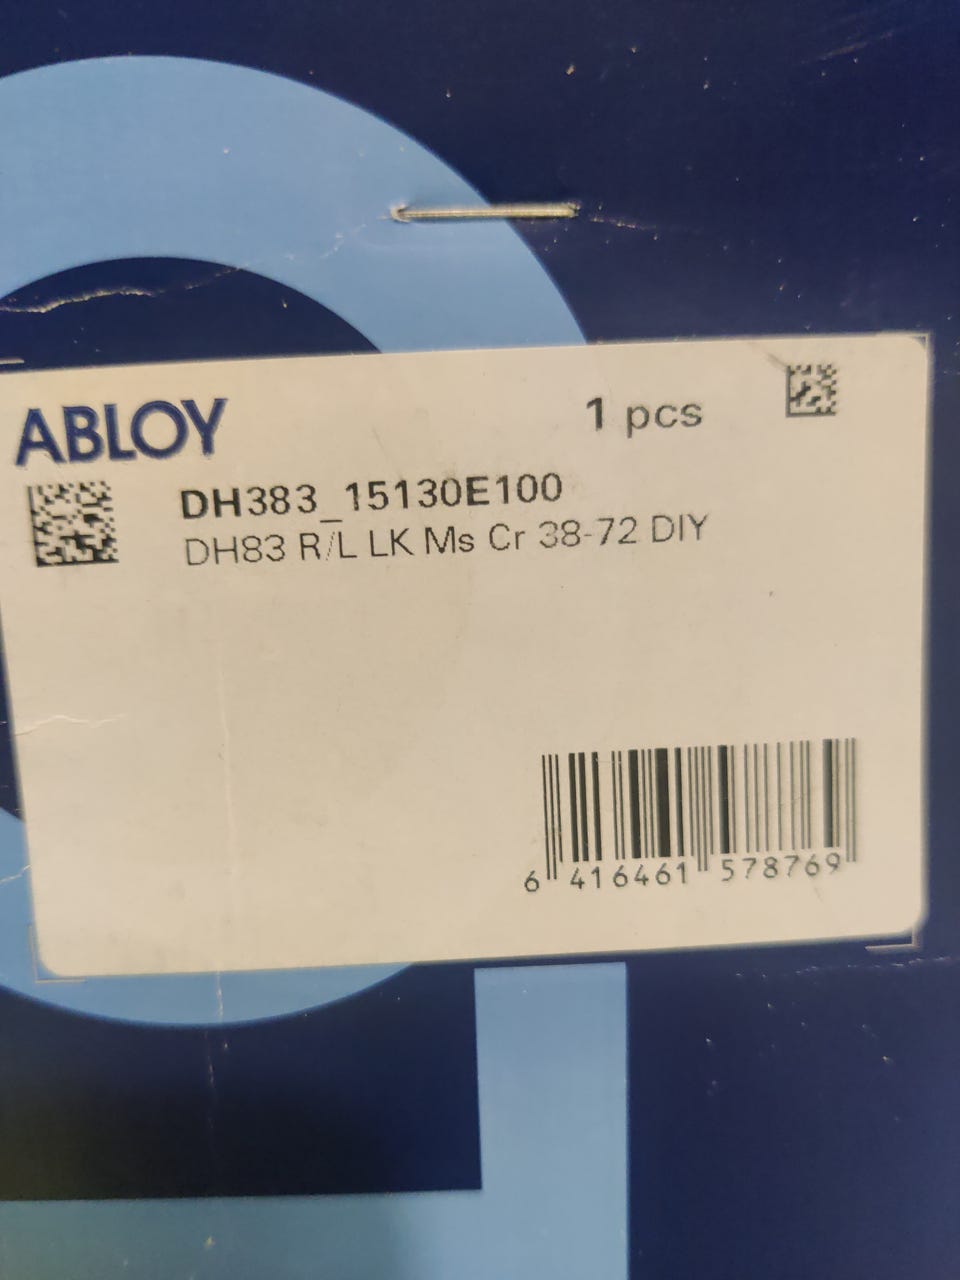 ABLOY
1 pcs
DH383_15130E100
DH83 R/L LK Ms Cr 38-72 DIY
6 416461 578769